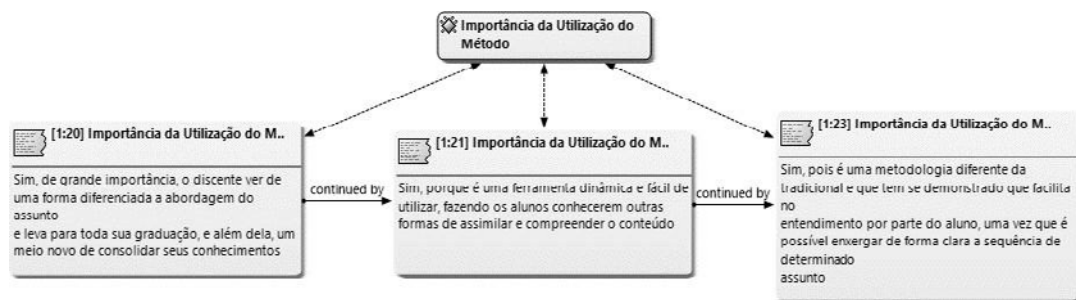 Importância da Utilização do
Método
[1:20] Importância da Utilização do M..
Sim, de grande importância, o discente ver de
uma forma diferenciada a abordagem do
assunto
e leva para toda sua graduação, e além dela, um
meio novo de consolidar seus conhecimentos
continued by
[1:21] Importância da Utilização do M..
Sim, porque é uma ferramenta dinâmica e fácil de
utilizar, fazendo os alunos conhecerem outras
formas de assimilar e compreender o conteúdo
continued by
[1:23] Importância da Utilização do M..
Sim, pois é uma metodologia diferente da
tradicional e que tem se demonstrado que facilita
no
entendimento por parte do aluno, uma vez que é
possível enxergar de forma clara a sequência de
determinado
assunto